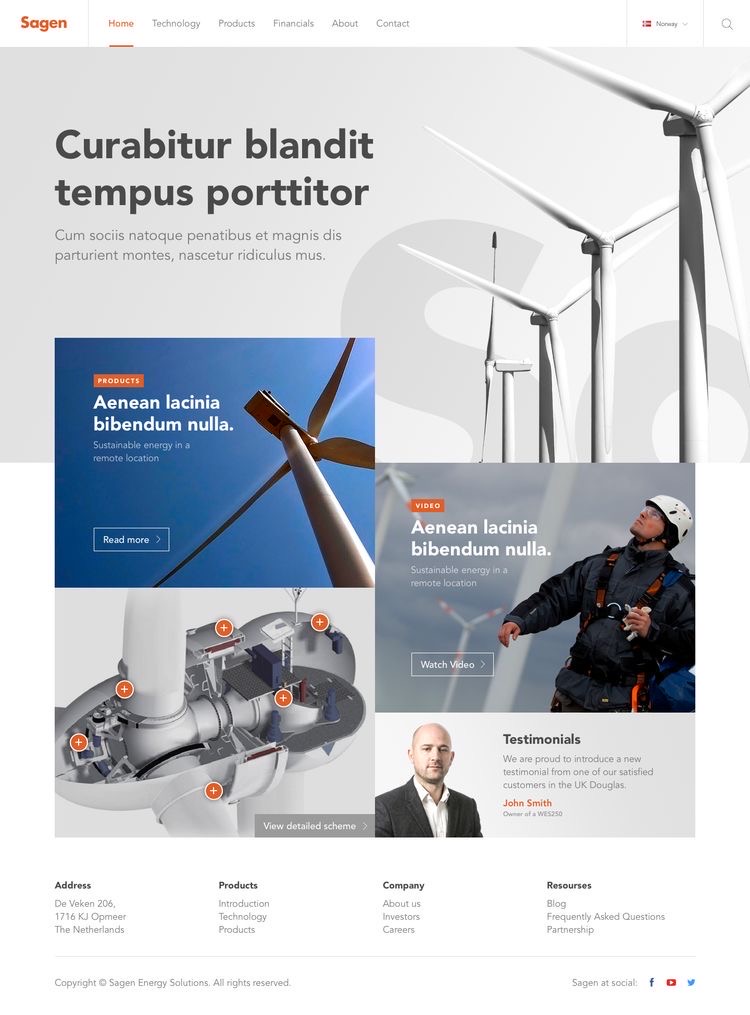 Sagen
Home Technology Products Financials About Contact
Norway
Curabitur blandit
tempus porttitor
Cum sociis natoque penatibus et magnis dis
parturient montes, nascetur ridiculus mus.
So
PRODUCTS
Aenean lacinia
bibendum nulla.
Sustainable energy in a
remote location
Read more
VIDEO
Aenean lacinia
bibendum nulla.
Sustainable energy in a
remote location
Watch Video
View detailed scheme
Testimonials
We are proud to introduce a new
testimonial from one of our satisfied
customers in the UK Douglas.
John Smith
Owner of a WES250
Address
De Veken 206,
1716 KJ Opmeer
The Netherlands
Products
Introduction
Technology
Products
Company
About us
Investors
Careers
Resourses
Blog
Frequently Asked Questions
Partnership
Copyright © Sagen Energy Solutions. All rights reserved.
Sagen at social: